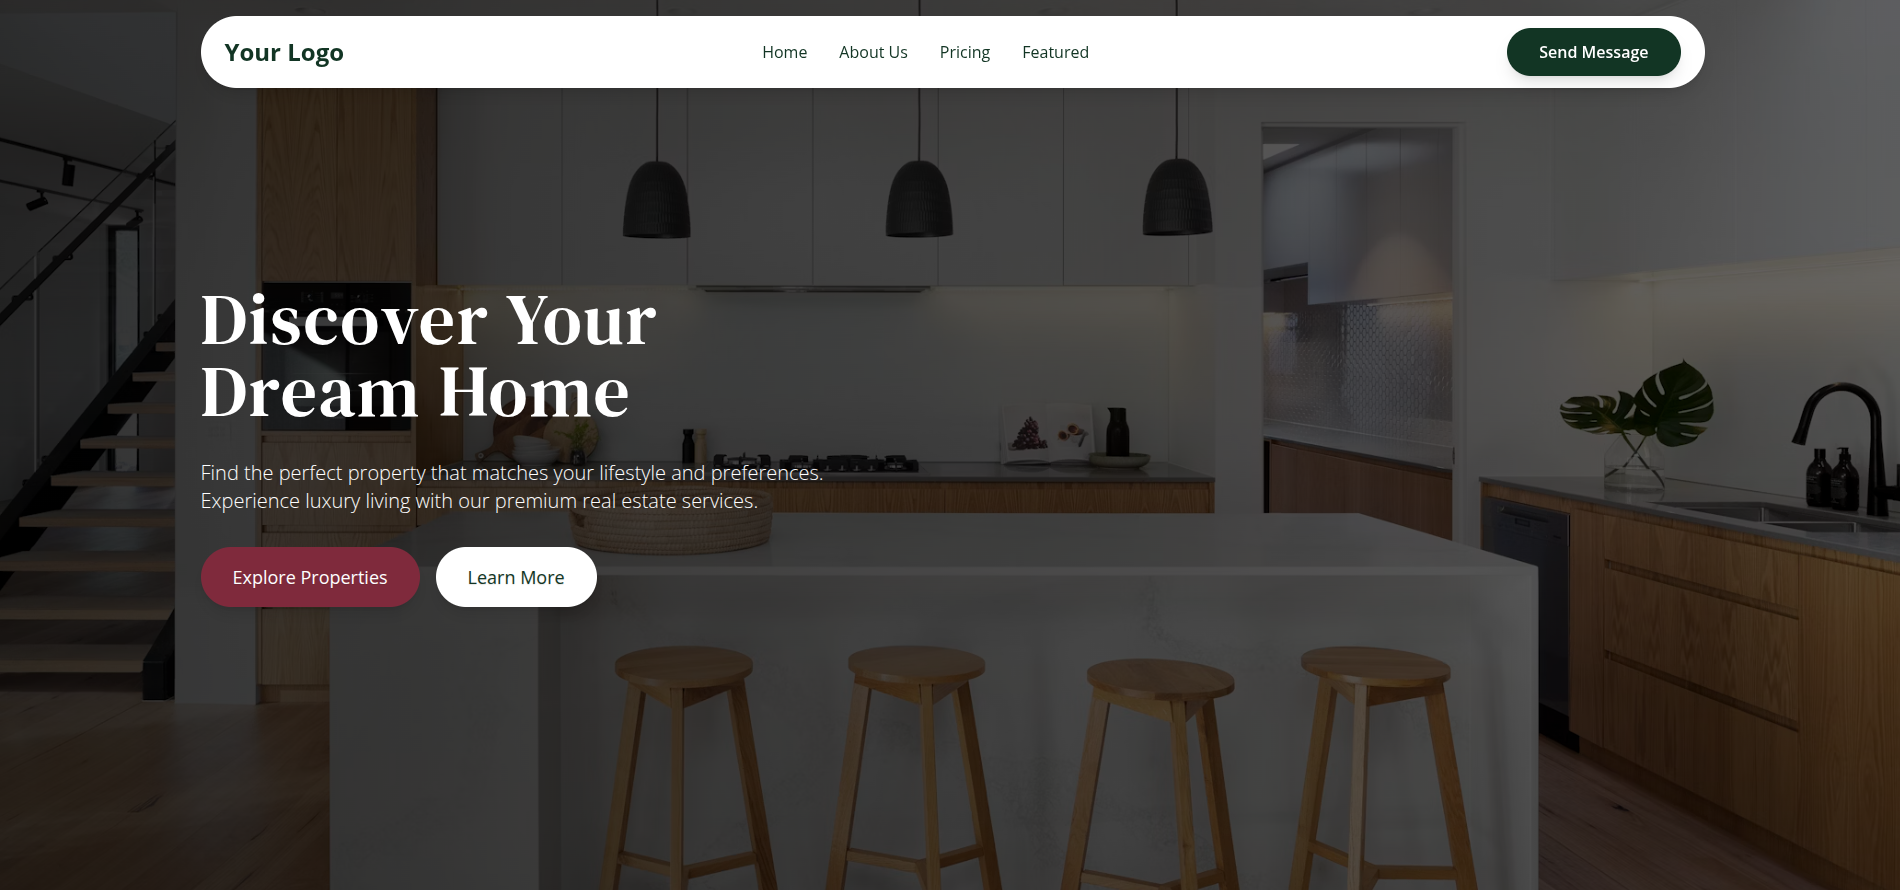 Your Logo
Home
About Us
Pricing
Featured
Send Message
Discover Your
Dream Home
Find the perfect property that matches your lifestyle and preferences.
Experience luxury living with our premium real estate services.
Explore Properties
Learn More